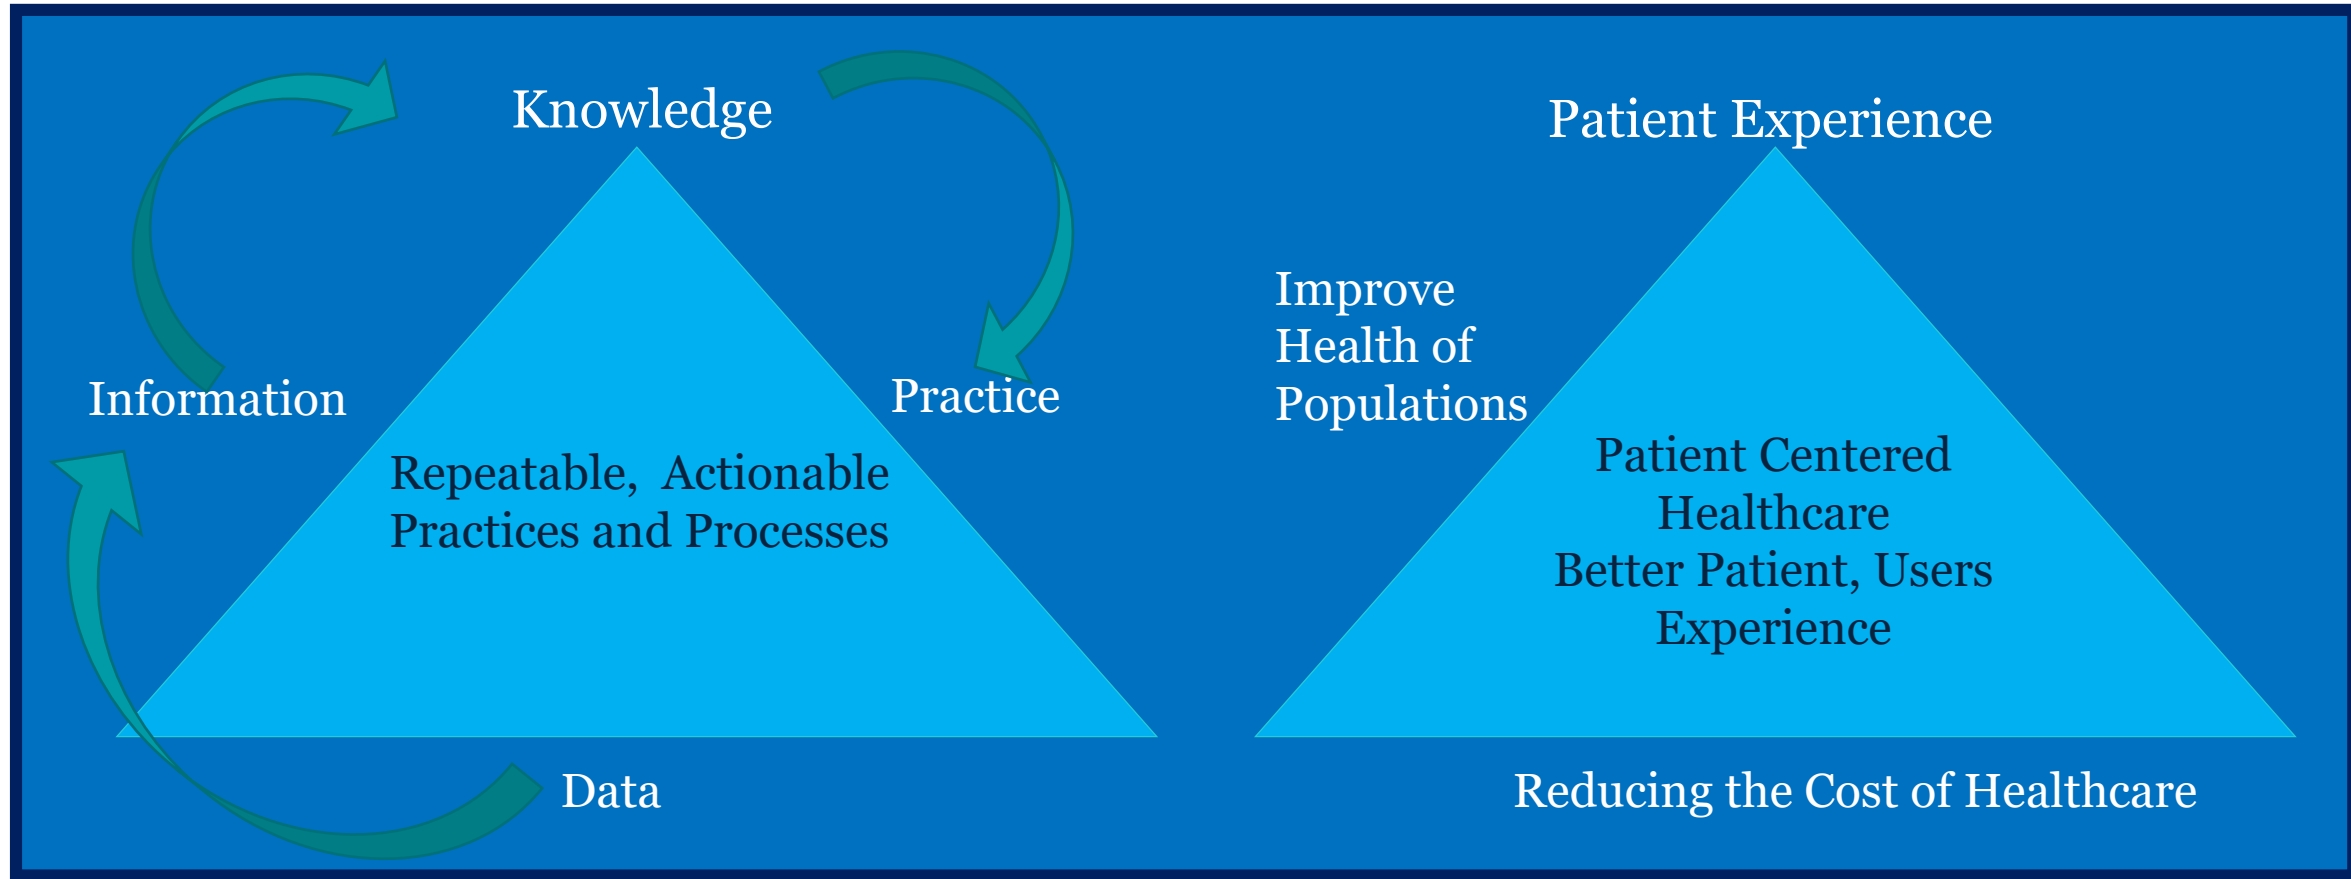 Knowledge
Information
Practice
Repeatable,  Actionable
Practices and Processes
Data
Patient Experience
Improve
Health of
Populations
Patient Centered
Healthcare
Better Patient, Users
Experience
Reducing the Cost of Healthcare